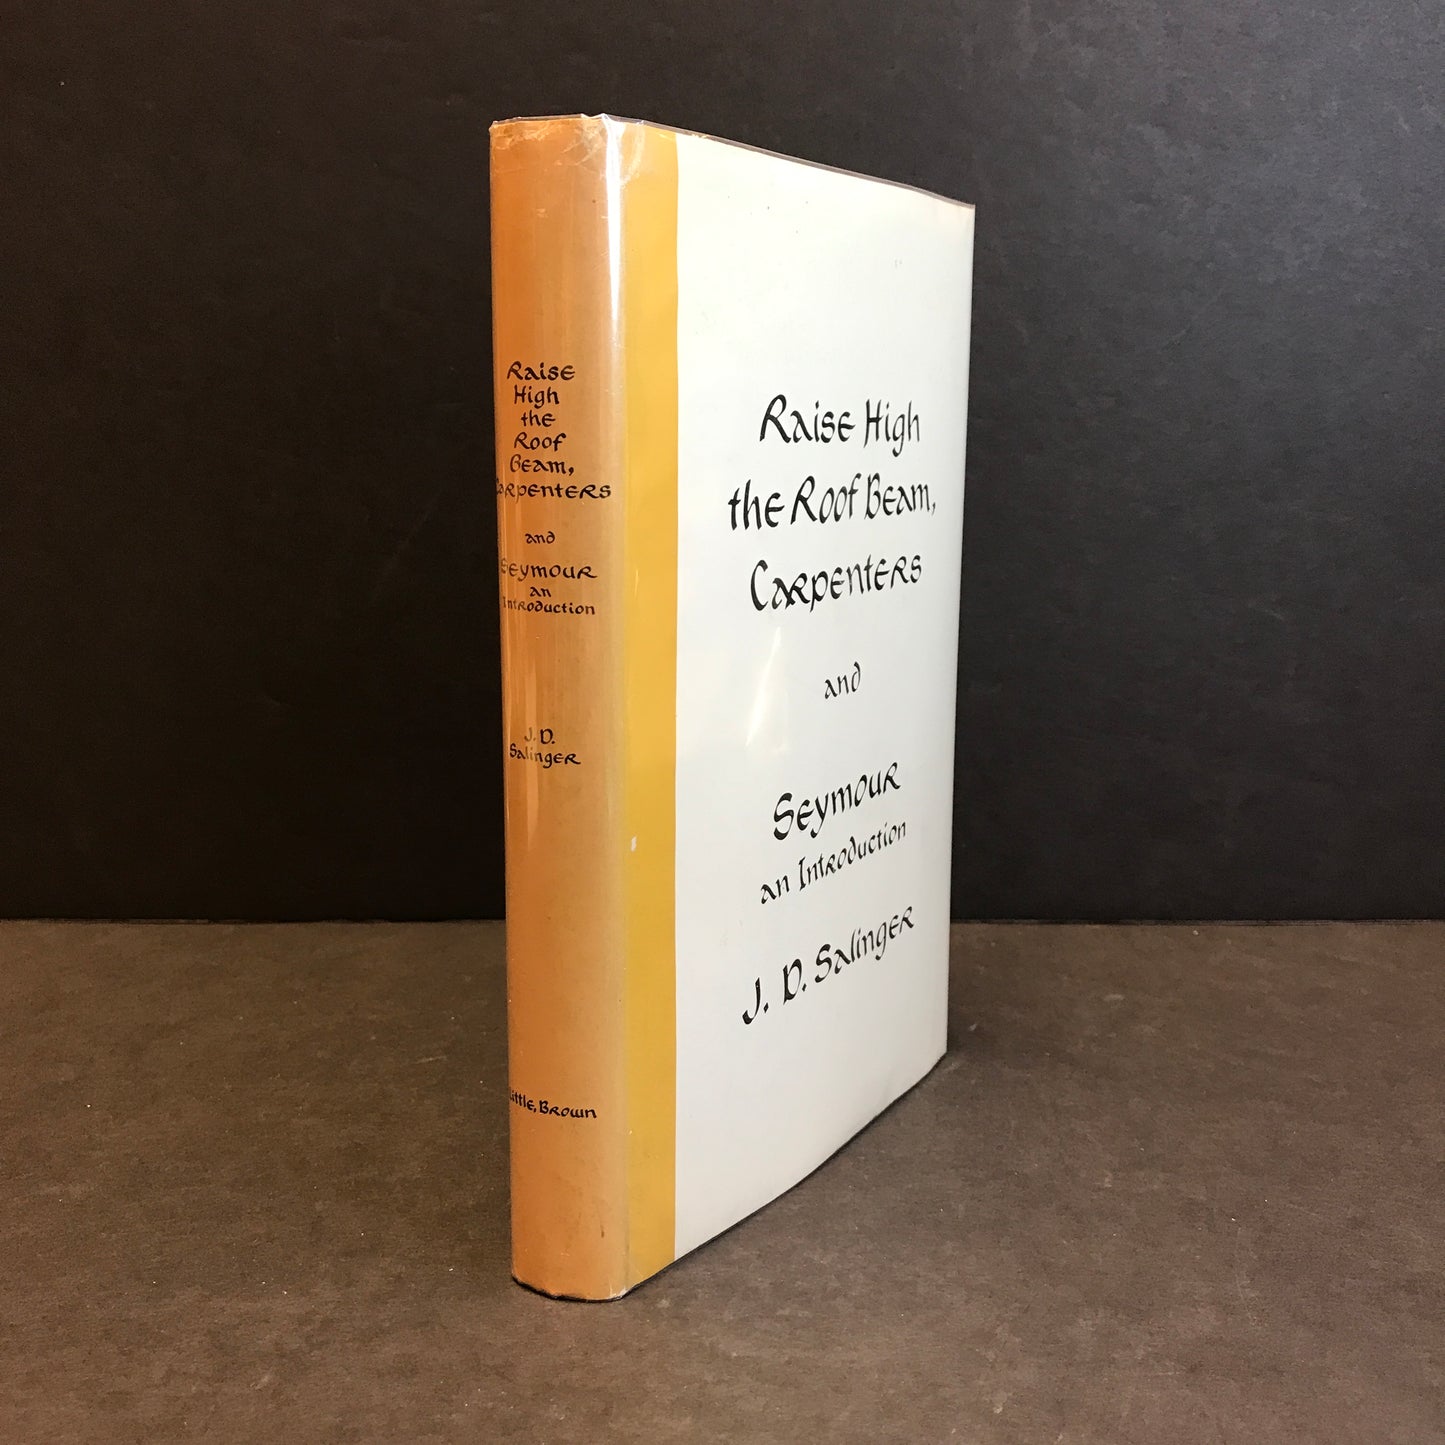 Raise
High
the
Roof
Beam,
Carpenters
and
Seymour
an
Introduction
J. D.
Salinger
Little, Brown
Raise High
the Roof Beam,
Carpenters
and
Seymour
an Introduction
J. D. Salinger